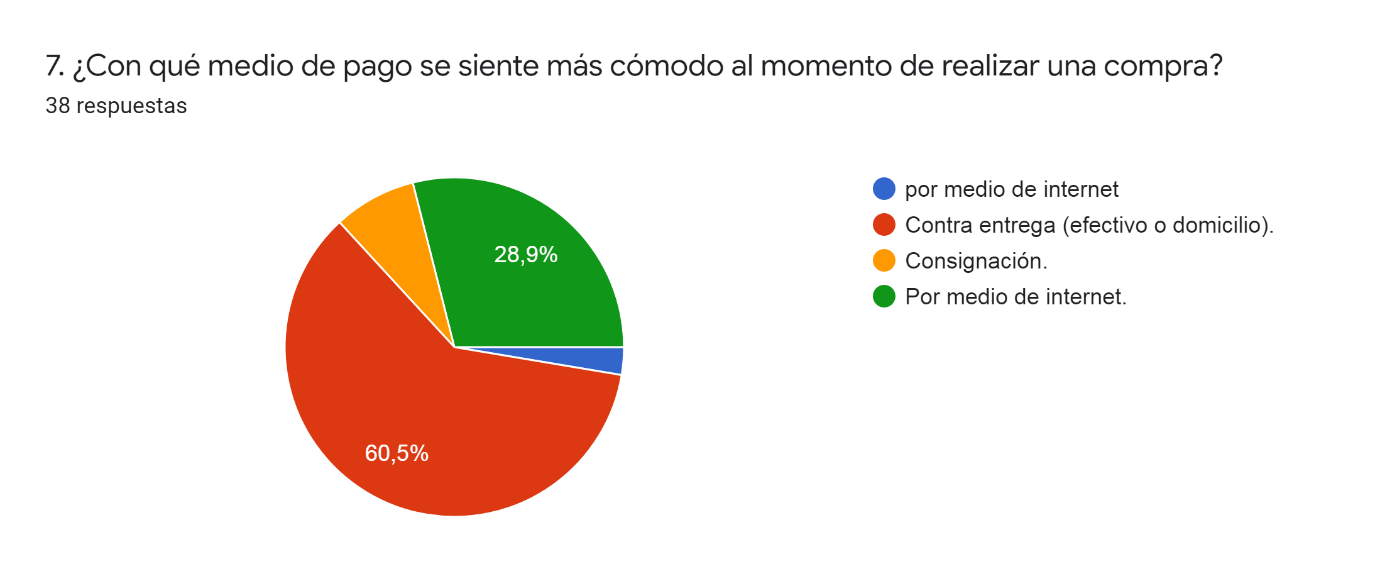 7. ¿Con qué medio de pago se siente más cómodo al momento de realizar una compra?
38 respuestas
28,9%
60,5%
por medio de internet
Contra entrega (efectivo o domicilio).
Consignación.
Por medio de internet.